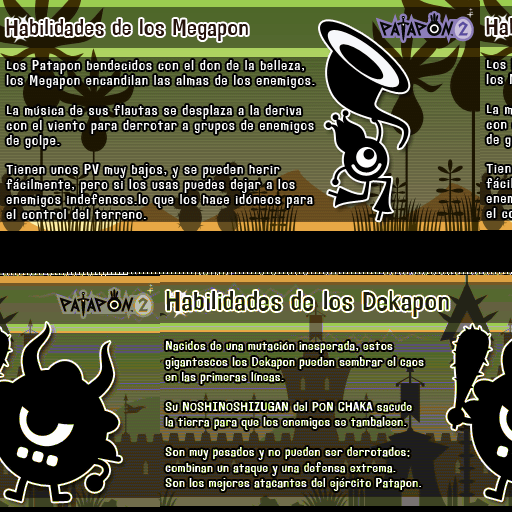 Habilidades de los Megapon
PATAPON 2
Los Patapon bendecidos con el don de la belleza,
los Megapon encandilan las almas de los enemigos.
La música de sus flautas se desplaza a la deriva
con el viento para derrotar a grupos de enemigos
de golpe.
Tienen unos PV muy bajos, y se pueden herir
fácilmente, pero si los usas puedes dejar a los
enemigos indefensos.lo que los hace idóneos para
el control del terreno.
PATAPON 2
Habilidades de los Dekapon
Nacidos de una mutación inesperada, estos
gigantescos los Dekapon pueden sembrar el caos
en las primeras líneas.
Su NOSHINOSHIZUGAN del PON CHAKA sacude
la tierra para que los enemigos se tambaleen.
Son muy pesados y no pueden ser derrotados;
combinan un ataque y una defensa extrema.
Son los mejores atacantes del ejército Patapon.